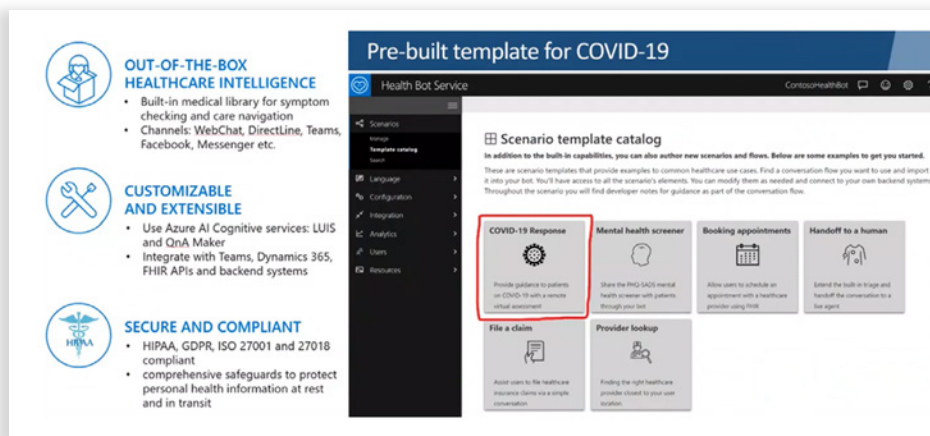 OUT-OF-THE-BOX
HEALTHCARE INTELLIGENCE
• Built-in medical library for symptom
checking and care navigation
• Channels: WebChat, DirectLine, Teams,
Facebook, Messenger etc.
CUSTOMIZABLE
AND EXTENSIBLE
• Use Azure AI Cognitive services: LUIS
and QnA Maker
• Integrate with Teams, Dynamics 365,
FHIR APIs and backend systems
HIPAA
SECURE AND COMPLIANT
• HIPAA, GDPR, ISO 27001 and 27018
compliant
• comprehensive safeguards to protect
personal health information at rest
and in transit
Pre-built template for COVID-19
Health Bot Service
ContosoHealthBot
Scenarios
Manage
Template catalog
Search
Language
Configuration
Integration
Analytics
Users
Resources
Scenario template catalog
In addition to the built-in capabilities, you can also author new scenarios and flows. Below are some examples to get you started.
These are scenario templates that provide examples to common healthcare use cases. Find a conversation flow you want to use and import
it into your bot. You'll have access to all the scenario's elements. You can modify them as needed and connect to your own backend systems
Throughout the scenario you will find developer notes for guidance as part of the conversation flow.
COVID-19 Response
Provide guidance to patients
on COVID-19 with a remote
virtual assessment
Mental health screener
Share the PHQ-SADS mental
health screener with patients
through your bot
Booking appointments
Allow users to schedule an
appointment with a healthcare
provider using FHIR
Handoff to a human
Extend the built-in triage and
handoff the conversation to a
live agent
File a claim
Assist users to file healthcare
insurance claims via a simple
conversation
Provider lookup
Finding the right healthcare
provider closest to your user
location